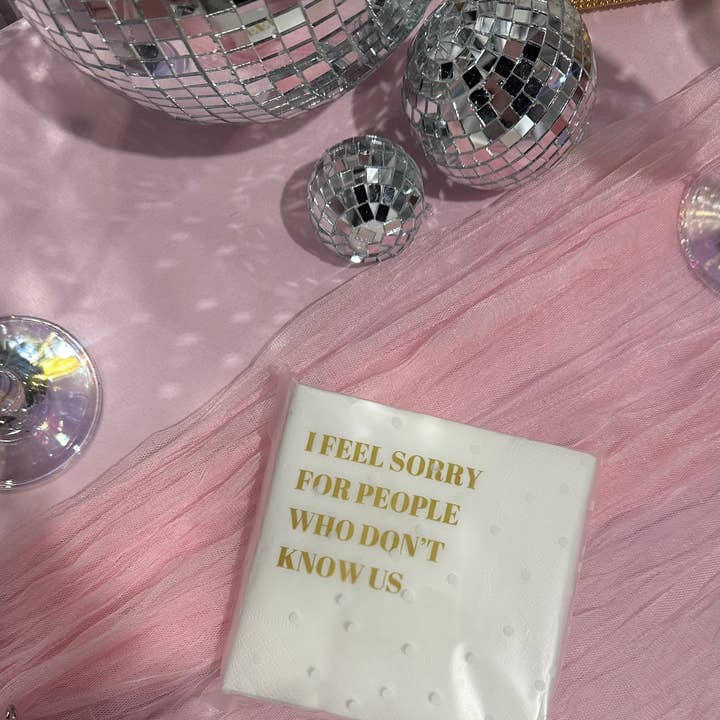 I FEEL SORRY
FOR PEOPLE
WHO DON'T
KNOW US.